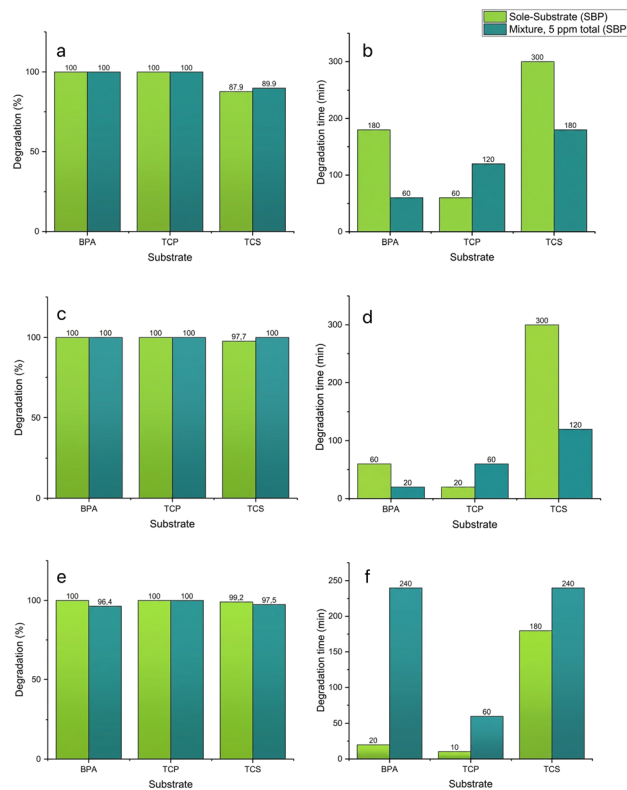 Sole-Substrate (SBP)
Mixture, 5 ppm total (SBP
a
100 100 100 100 87,9 89,9
100
50
0
Degradation (%)
BPA TCP TCS
Substrate
b
180 60 60 120 300 180
300
200
100
0
Degradation time (min)
BPA TCP TCS
Substrate
c
100 100 100 100 97,7 100
100
50
0
Degradation (%)
BPA TCP TCS
Substrate
d
60 20 20 60 300 120
300
200
100
0
Degradation time (min)
BPA TCP TCS
Substrate
e
100 96,4 100 100 99,2 97,5
100
50
0
Degradation (%)
BPA TCP TCS
Substrate
f
20 240 10 60 180 240
250
200
150
100
50
0
Degradation time (min)
BPA TCP TCS
Substrate